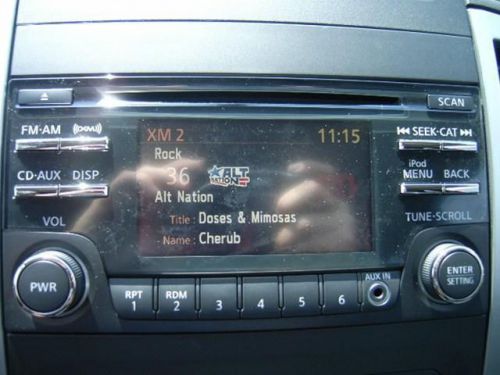 SCAN
FM·AM
XM
XM 2
11:15
SEEK·CAT
Rock
36
ALT NATION
Alt Nation
iPod
MENU
BACK
CD·AUX
DISP
Title : Doses & Mimosas
Name : Cherub
VOL
TUNE·SCROLL
PWR
ENTER
SETTING
RPT
1
RDM
2
3
4
5
6
AUX IN